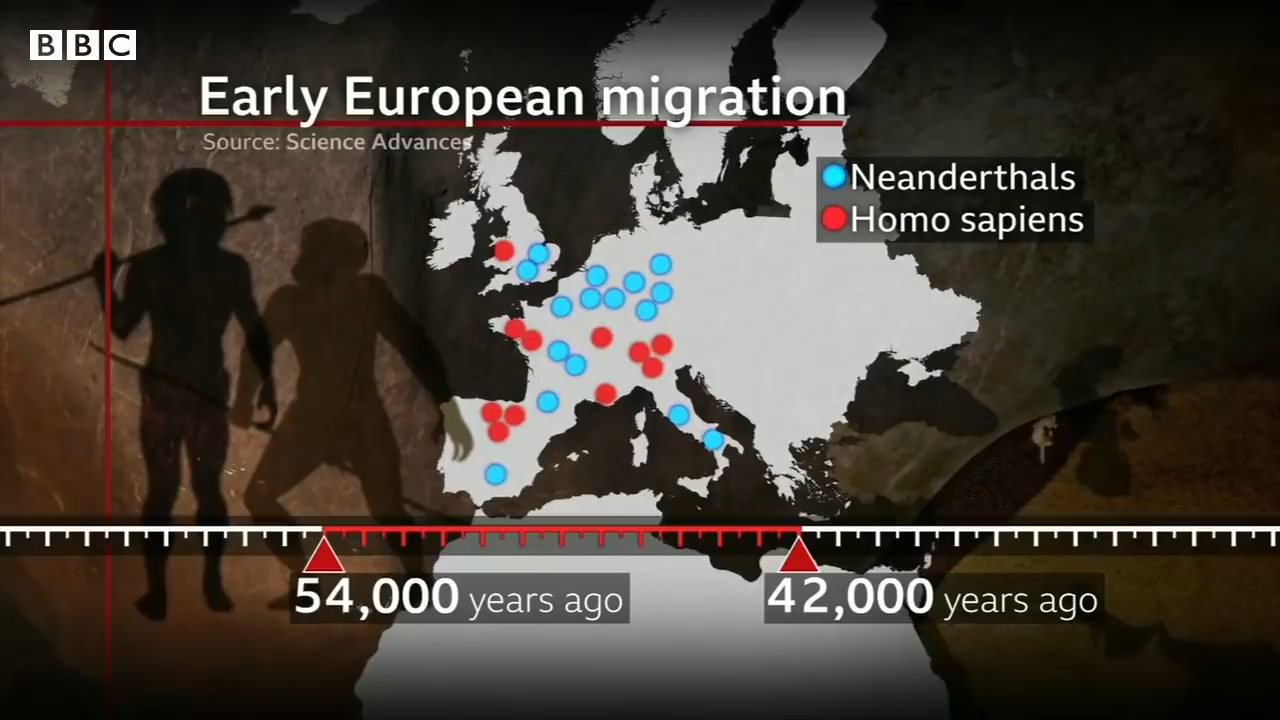 BBC
Early European migration
Source: Science Advances
Neanderthals
Homo sapiens
54,000 years ago
42,000 years ago